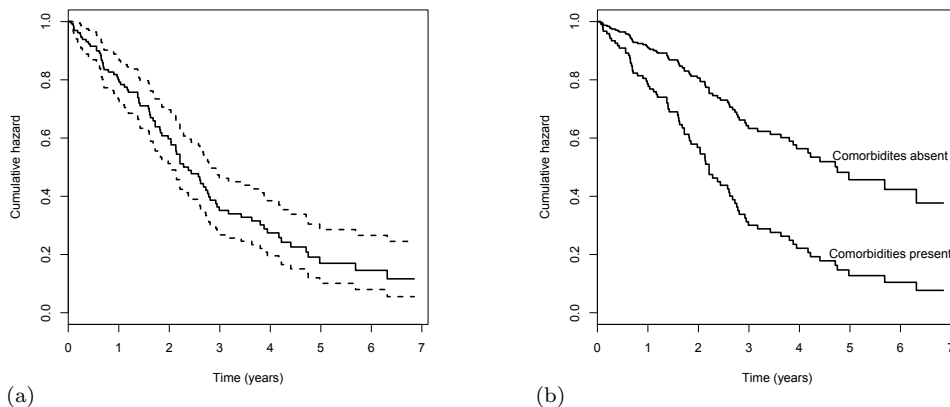 1.0
0.8
0.6
0.4
0.2
0.0
Cumulative hazard
0 1 2 3 4 5 6 7
Time (years)
(a)
1.0
0.8
0.6
0.4
0.2
0.0
Cumulative hazard
Comorbidites absent
Comorbidities present
0 1 2 3 4 5 6 7
Time (years)
(b)